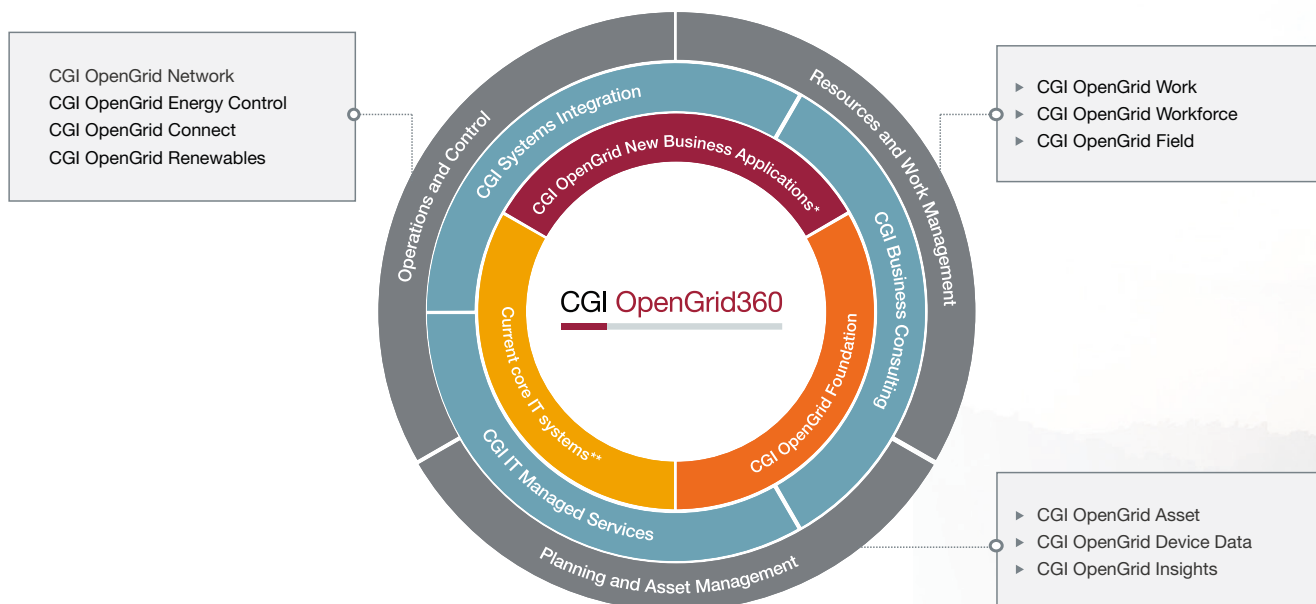 CGI OpenGrid Network
CGI OpenGrid Energy Control
CGI OpenGrid Connect
CGI OpenGrid Renewables
Operations and Control
Resources and Work Management
Planning and Asset Management
CGI Systems Integration
CGI Business Consulting
CGI IT Managed Services
CGI OpenGrid New Business Applications*
CGI OpenGrid Foundation
Current core IT systems**
CGI OpenGrid360
CGI OpenGrid Work
CGI OpenGrid Workforce
CGI OpenGrid Field
CGI OpenGrid Asset
CGI OpenGrid Device Data
CGI OpenGrid Insights